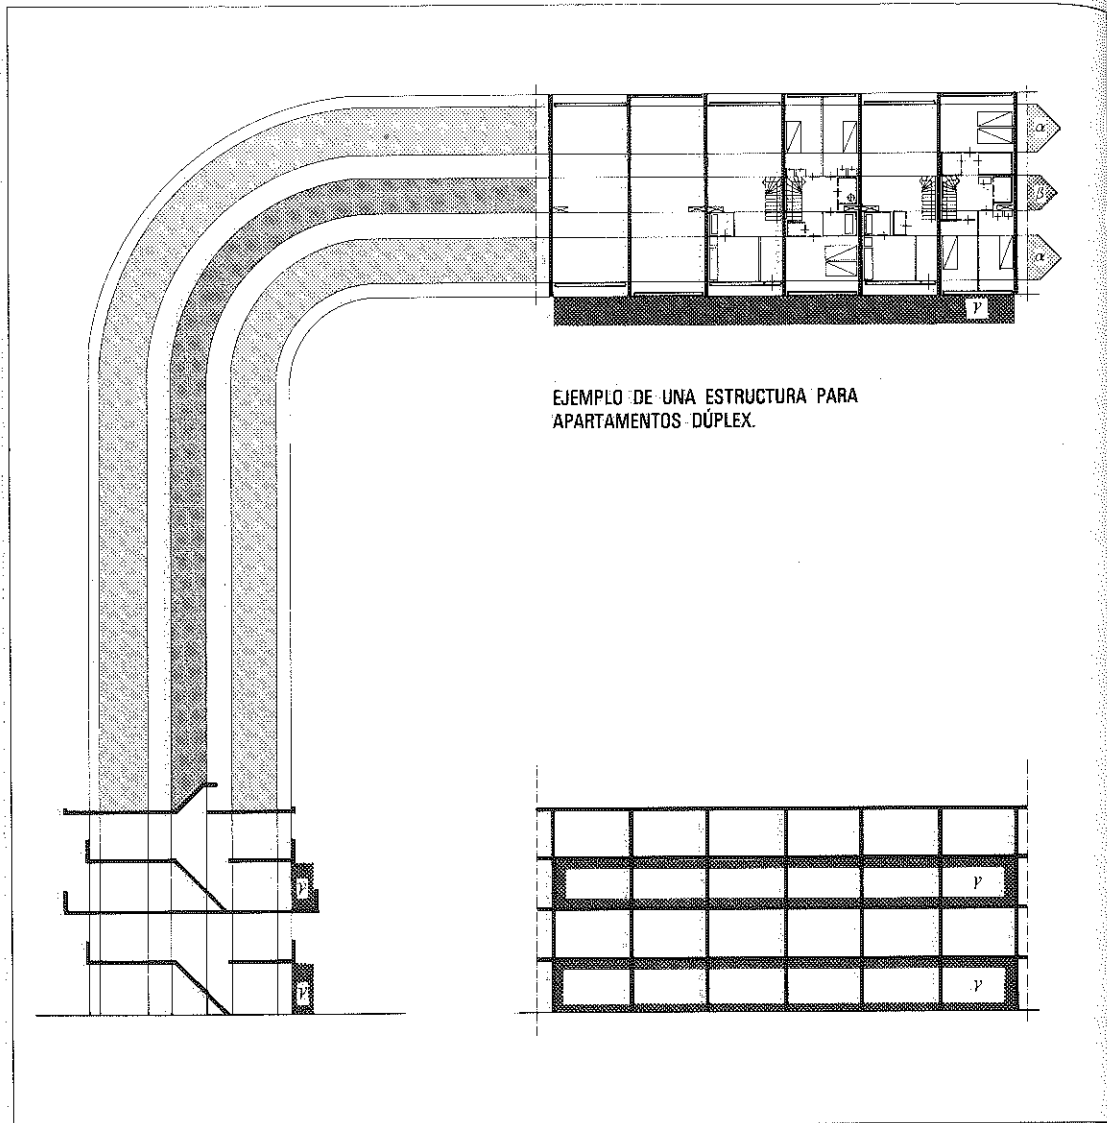 α
β
α
γ
EJEMPLO DE UNA ESTRUCTURA PARA
APARTAMENTOS DÚPLEX.
γ
γ
γ
γ